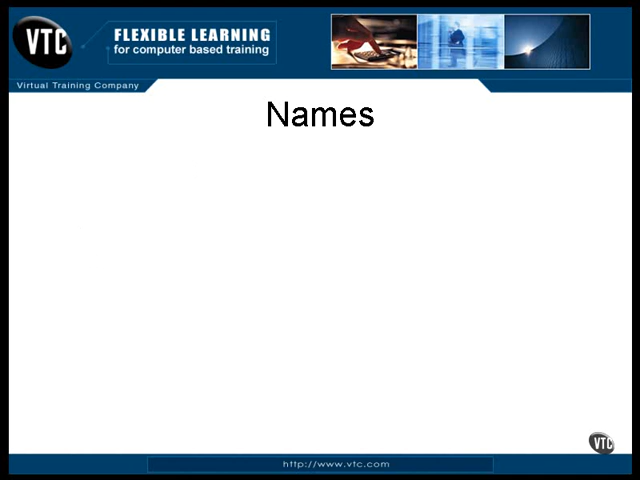 VTC
FLEXIBLE LEARNING
for computer based training
Virtual Training Company
Names
VTC
http://www.vtc.com